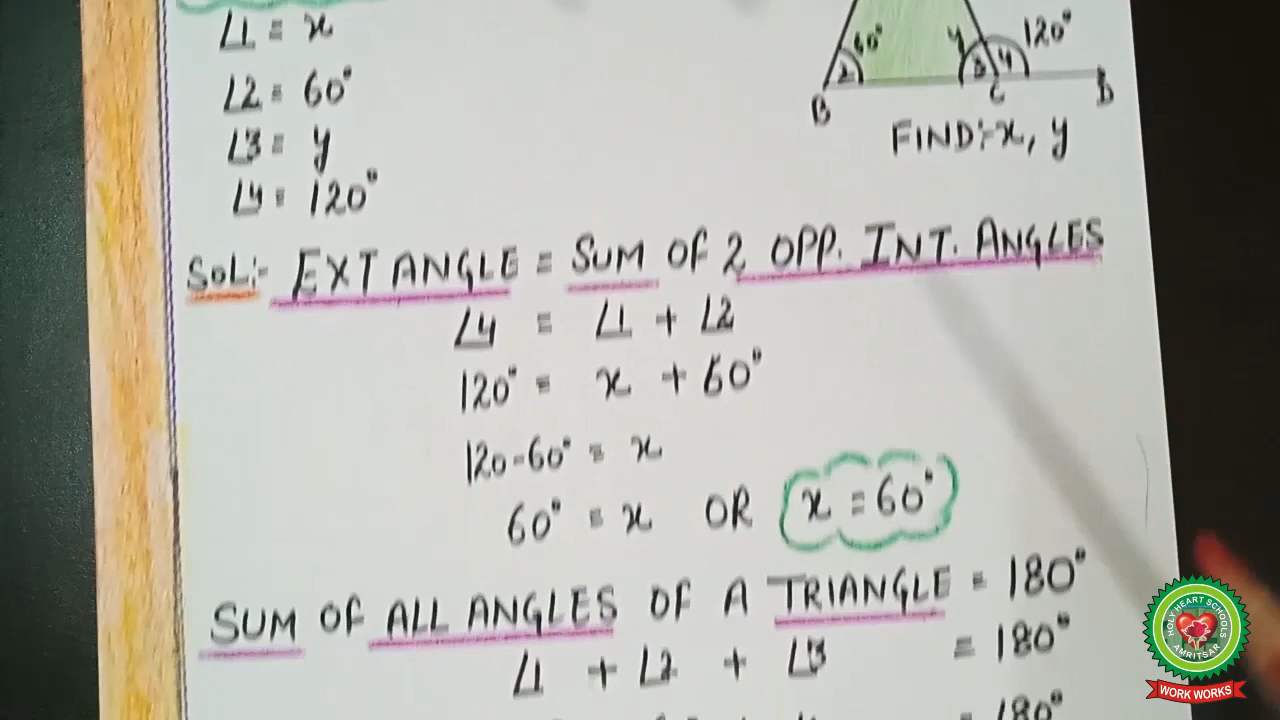 ∠1 = x
∠2 = 60°
∠3 = y
∠4 = 120°
60° y 120°
2 3 4
B C D
FIND:- x, y
SOL:- EXT ANGLE = SUM OF 2 OPP. INT. ANGLES
∠4 = ∠1 + ∠2
120° = x + 60°
120-60° = x
60° = x OR x = 60°
SUM OF ALL ANGLES OF A TRIANGLE = 180°
∠1 + ∠2 + ∠3 = 180°
= 180°
HOLY HEART SCHOOLS
AMRITSAR
WORK WORKS